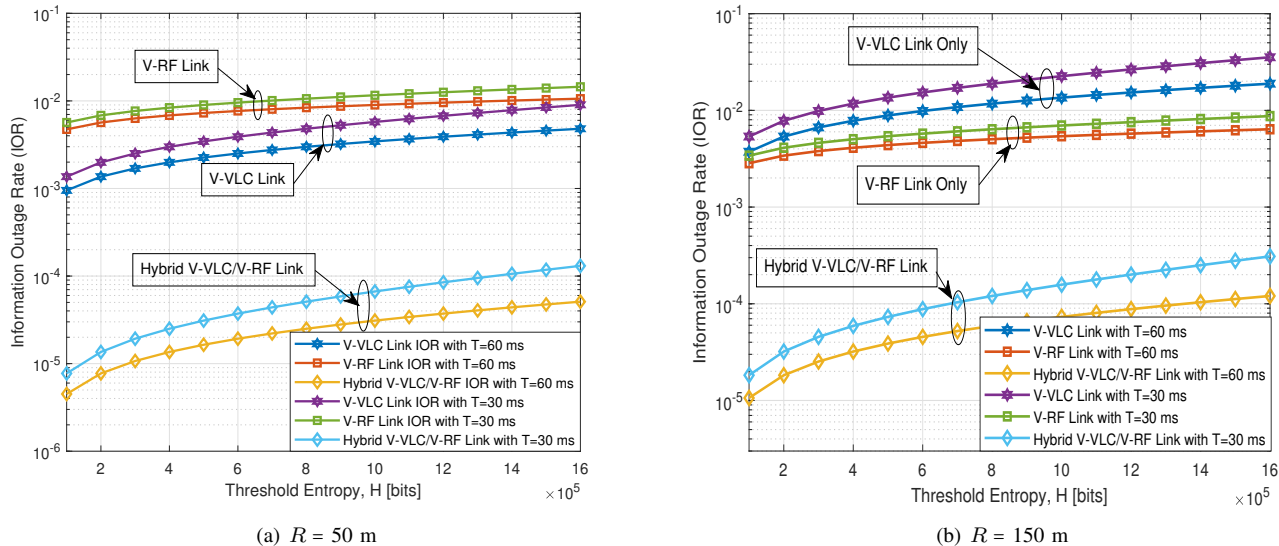 10^-1
10^-2
10^-3
10^-4
10^-5
10^-6
Information Outage Rate (IOR)
V-RF Link
V-VLC Link
Hybrid V-VLC/V-RF Link
V-VLC Link IOR with T=60 ms
V-RF Link IOR with T=60 ms
Hybrid V-VLC/V-RF IOR with T=60 ms
V-VLC Link IOR with T=30 ms
V-RF Link IOR with T=30 ms
Hybrid V-VLC/V-RF Link with T=30 ms
2 4 6 8 10 12 14 16
Threshold Entropy, H [bits]
×10^5
(a) R = 50 m
10^-1
10^-2
10^-3
10^-4
10^-5
Information Outage Rate (IOR)
V-VLC Link Only
V-RF Link Only
Hybrid V-VLC/V-RF Link
V-VLC Link with T=60 ms
V-RF Link with T=60 ms
Hybrid V-VLC/V-RF Link with T=60 ms
V-VLC Link with T=30 ms
V-RF Link with T=30 ms
Hybrid V-VLC/V-RF Link with T=30 ms
2 4 6 8 10 12 14 16
Threshold Entropy, H [bits]
×10^5
(b) R = 150 m